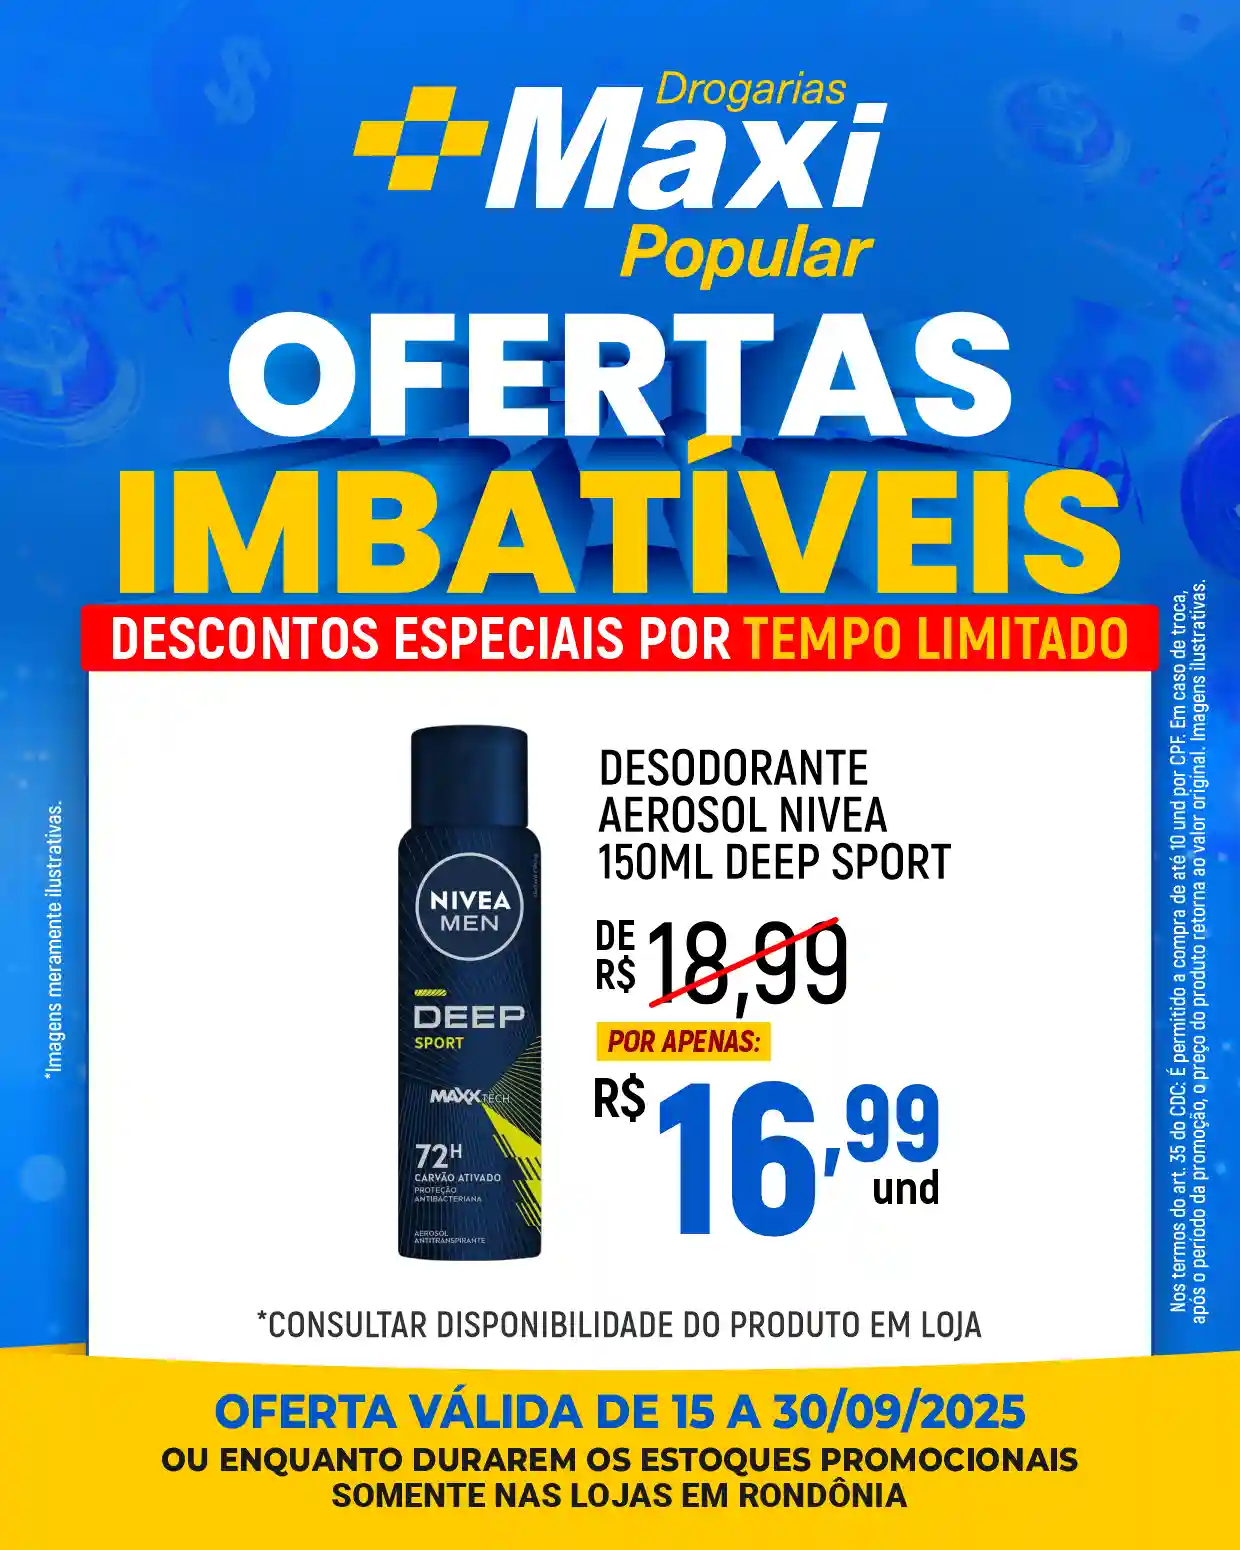 Drogarias
Maxi
Popular
OFERTAS
IMBATÍVEIS
DESCONTOS ESPECIAIS POR TEMPO LIMITADO
DESODORANTE
AEROSOL NIVEA
150ML DEEP SPORT
DE
R$ 18,99
POR APENAS:
R$ 16,99
und
NIVEA
MEN
DEEP
SPORT
MAXXTECH
72H
CARVÃO ATIVADO
PROTEÇÃO
ANTIBACTERIANA
AEROSOL
ANTITRANSPIRANTE
*CONSULTAR DISPONIBILIDADE DO PRODUTO EM LOJA
*Imagens meramente ilustrativas.
Nos termos do art. 35 do CDC: É permitido a compra de até 10 und por CPF. Em caso de troca,
após o período da promoção, o preço do produto retorna ao valor original. Imagens ilustrativas.
OFERTA VÁLIDA DE 15 A 30/09/2025
OU ENQUANTO DURAREM OS ESTOQUES PROMOCIONAIS
SOMENTE NAS LOJAS EM RONDÔNIA